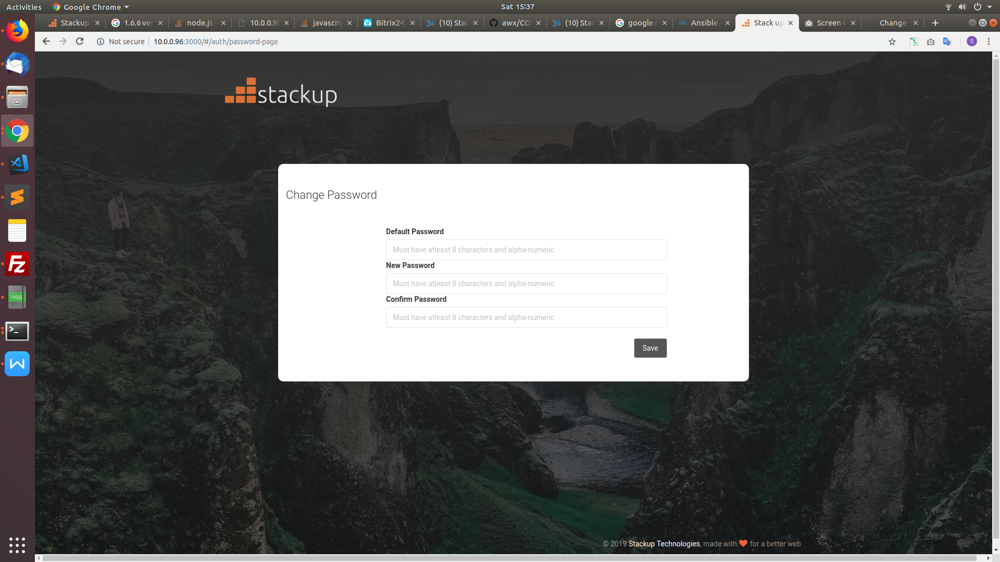 Activities Google Chrome Sat 15:37
Stackup 1.6.6 ver node.js - 10.0.0.96 javascrip Bitrix24 (10) Stac awx/CO (10) Stac google r Ansible Stack up Screen C Change
Not secure 10.0.0.96:3000/#/auth/password-page S
stackup
Change Password
Default Password
Must have atleast 8 characters and alpha-numeric
New Password
Must have atleast 8 characters and alpha-numeric
Confirm Password
Must have atleast 8 characters and alpha-numeric
Save
nqq
© 2019 Stackup Technologies, made with ❤ for a better web